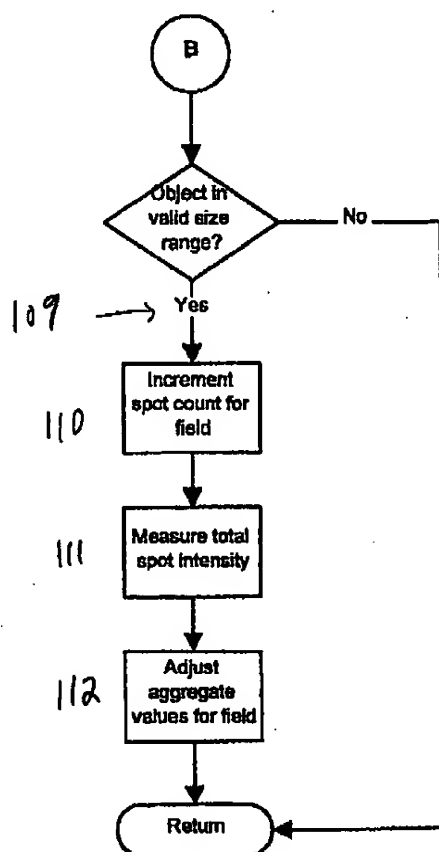 B
Object in
valid size
range?
No
109
Yes
Increment
spot count for
field
110
Measure total
spot intensity
111
Adjust
aggregate
values for field
112
Return